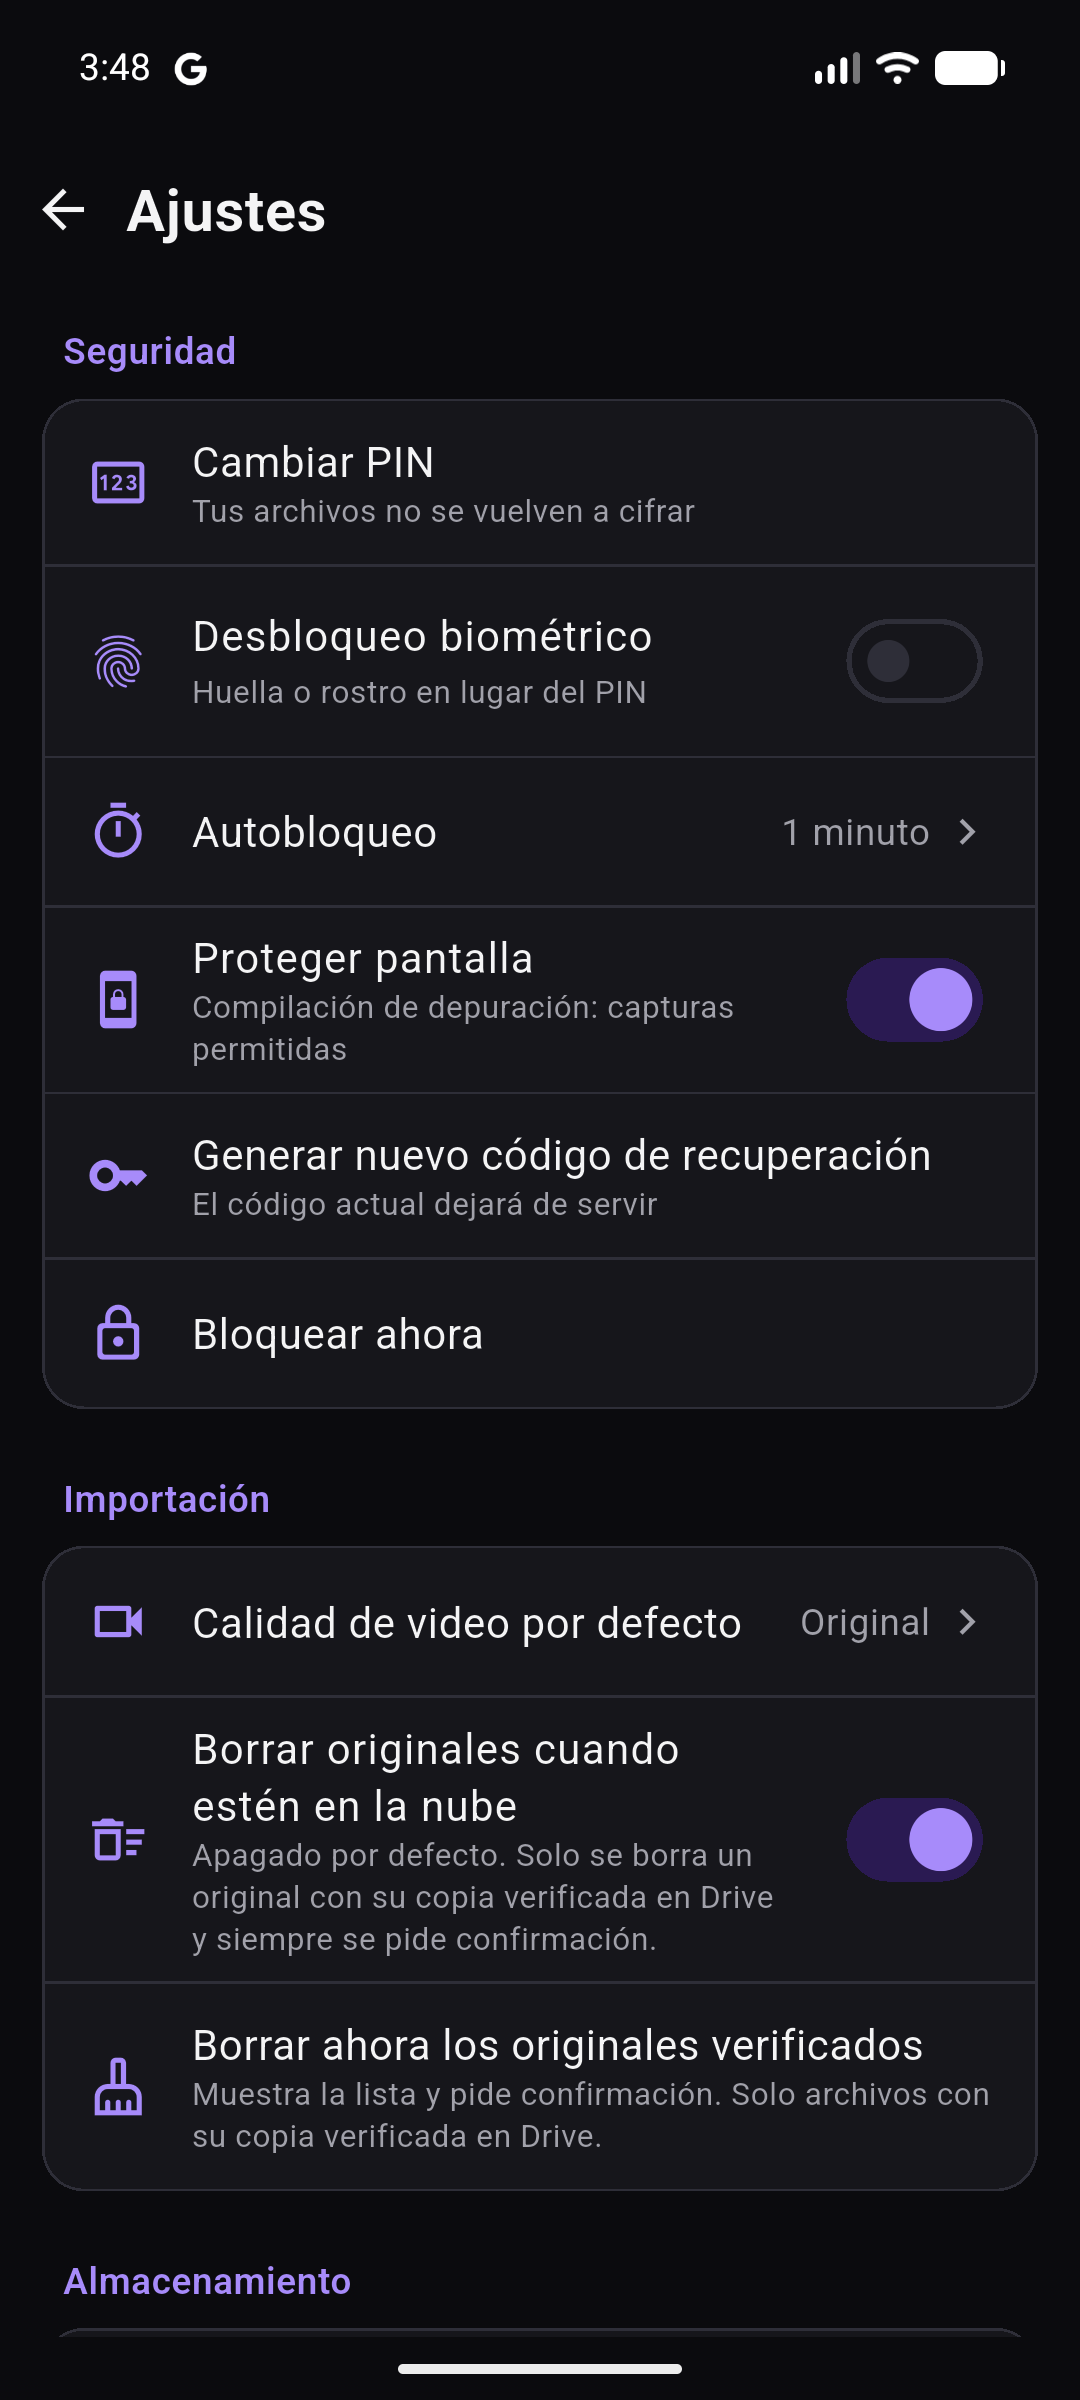 3:48
Ajustes
Seguridad
123
Cambiar PIN
Tus archivos no se vuelven a cifrar
Desbloqueo biométrico
Huella o rostro en lugar del PIN
Autobloqueo
1 minuto
Proteger pantalla
Compilación de depuración: capturas
permitidas
Generar nuevo código de recuperación
El código actual dejará de servir
Bloquear ahora
Importación
Calidad de video por defecto
Original
Borrar originales cuando
estén en la nube
Apagado por defecto. Solo se borra un
original con su copia verificada en Drive
y siempre se pide confirmación.
Borrar ahora los originales verificados
Muestra la lista y pide confirmación. Solo archivos con
su copia verificada en Drive.
Almacenamiento